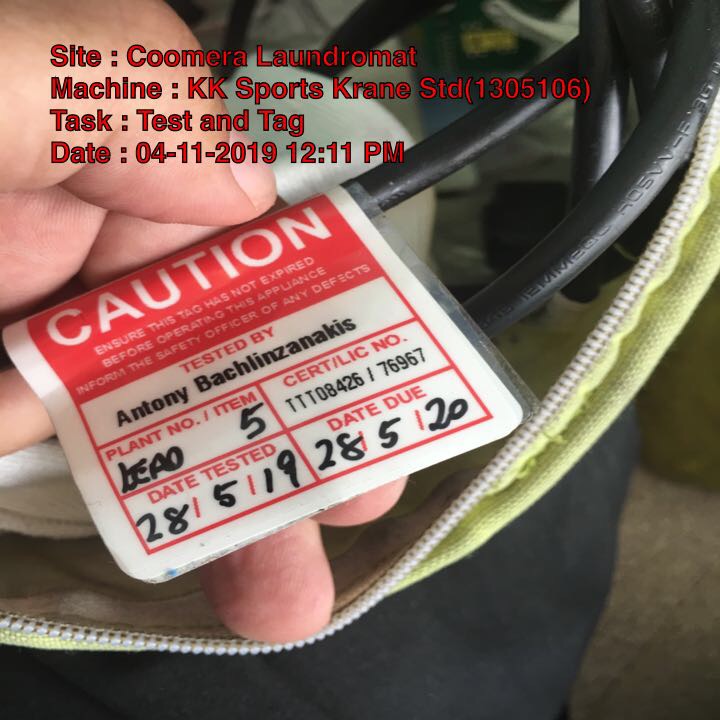 Site : Coomera Laundromat
Machine : KK Sports Krane Std(1305106)
Task : Test and Tag
Date : 04-11-2019 12:11 PM
CAUTION
ENSURE THIS TAG HAS NOT EXPIRED
BEFORE OPERATING THIS APPLIANCE
INFORM THE SAFETY OFFICER OF ANY DEFECTS
TESTED BY
Antony Bachlinzanakis
PLANT NO. / ITEM
LEAD 5
CERT/LIC NO.
TTT08426 / 76967
DATE TESTED
28/5/19
DATE DUE
28/5/20